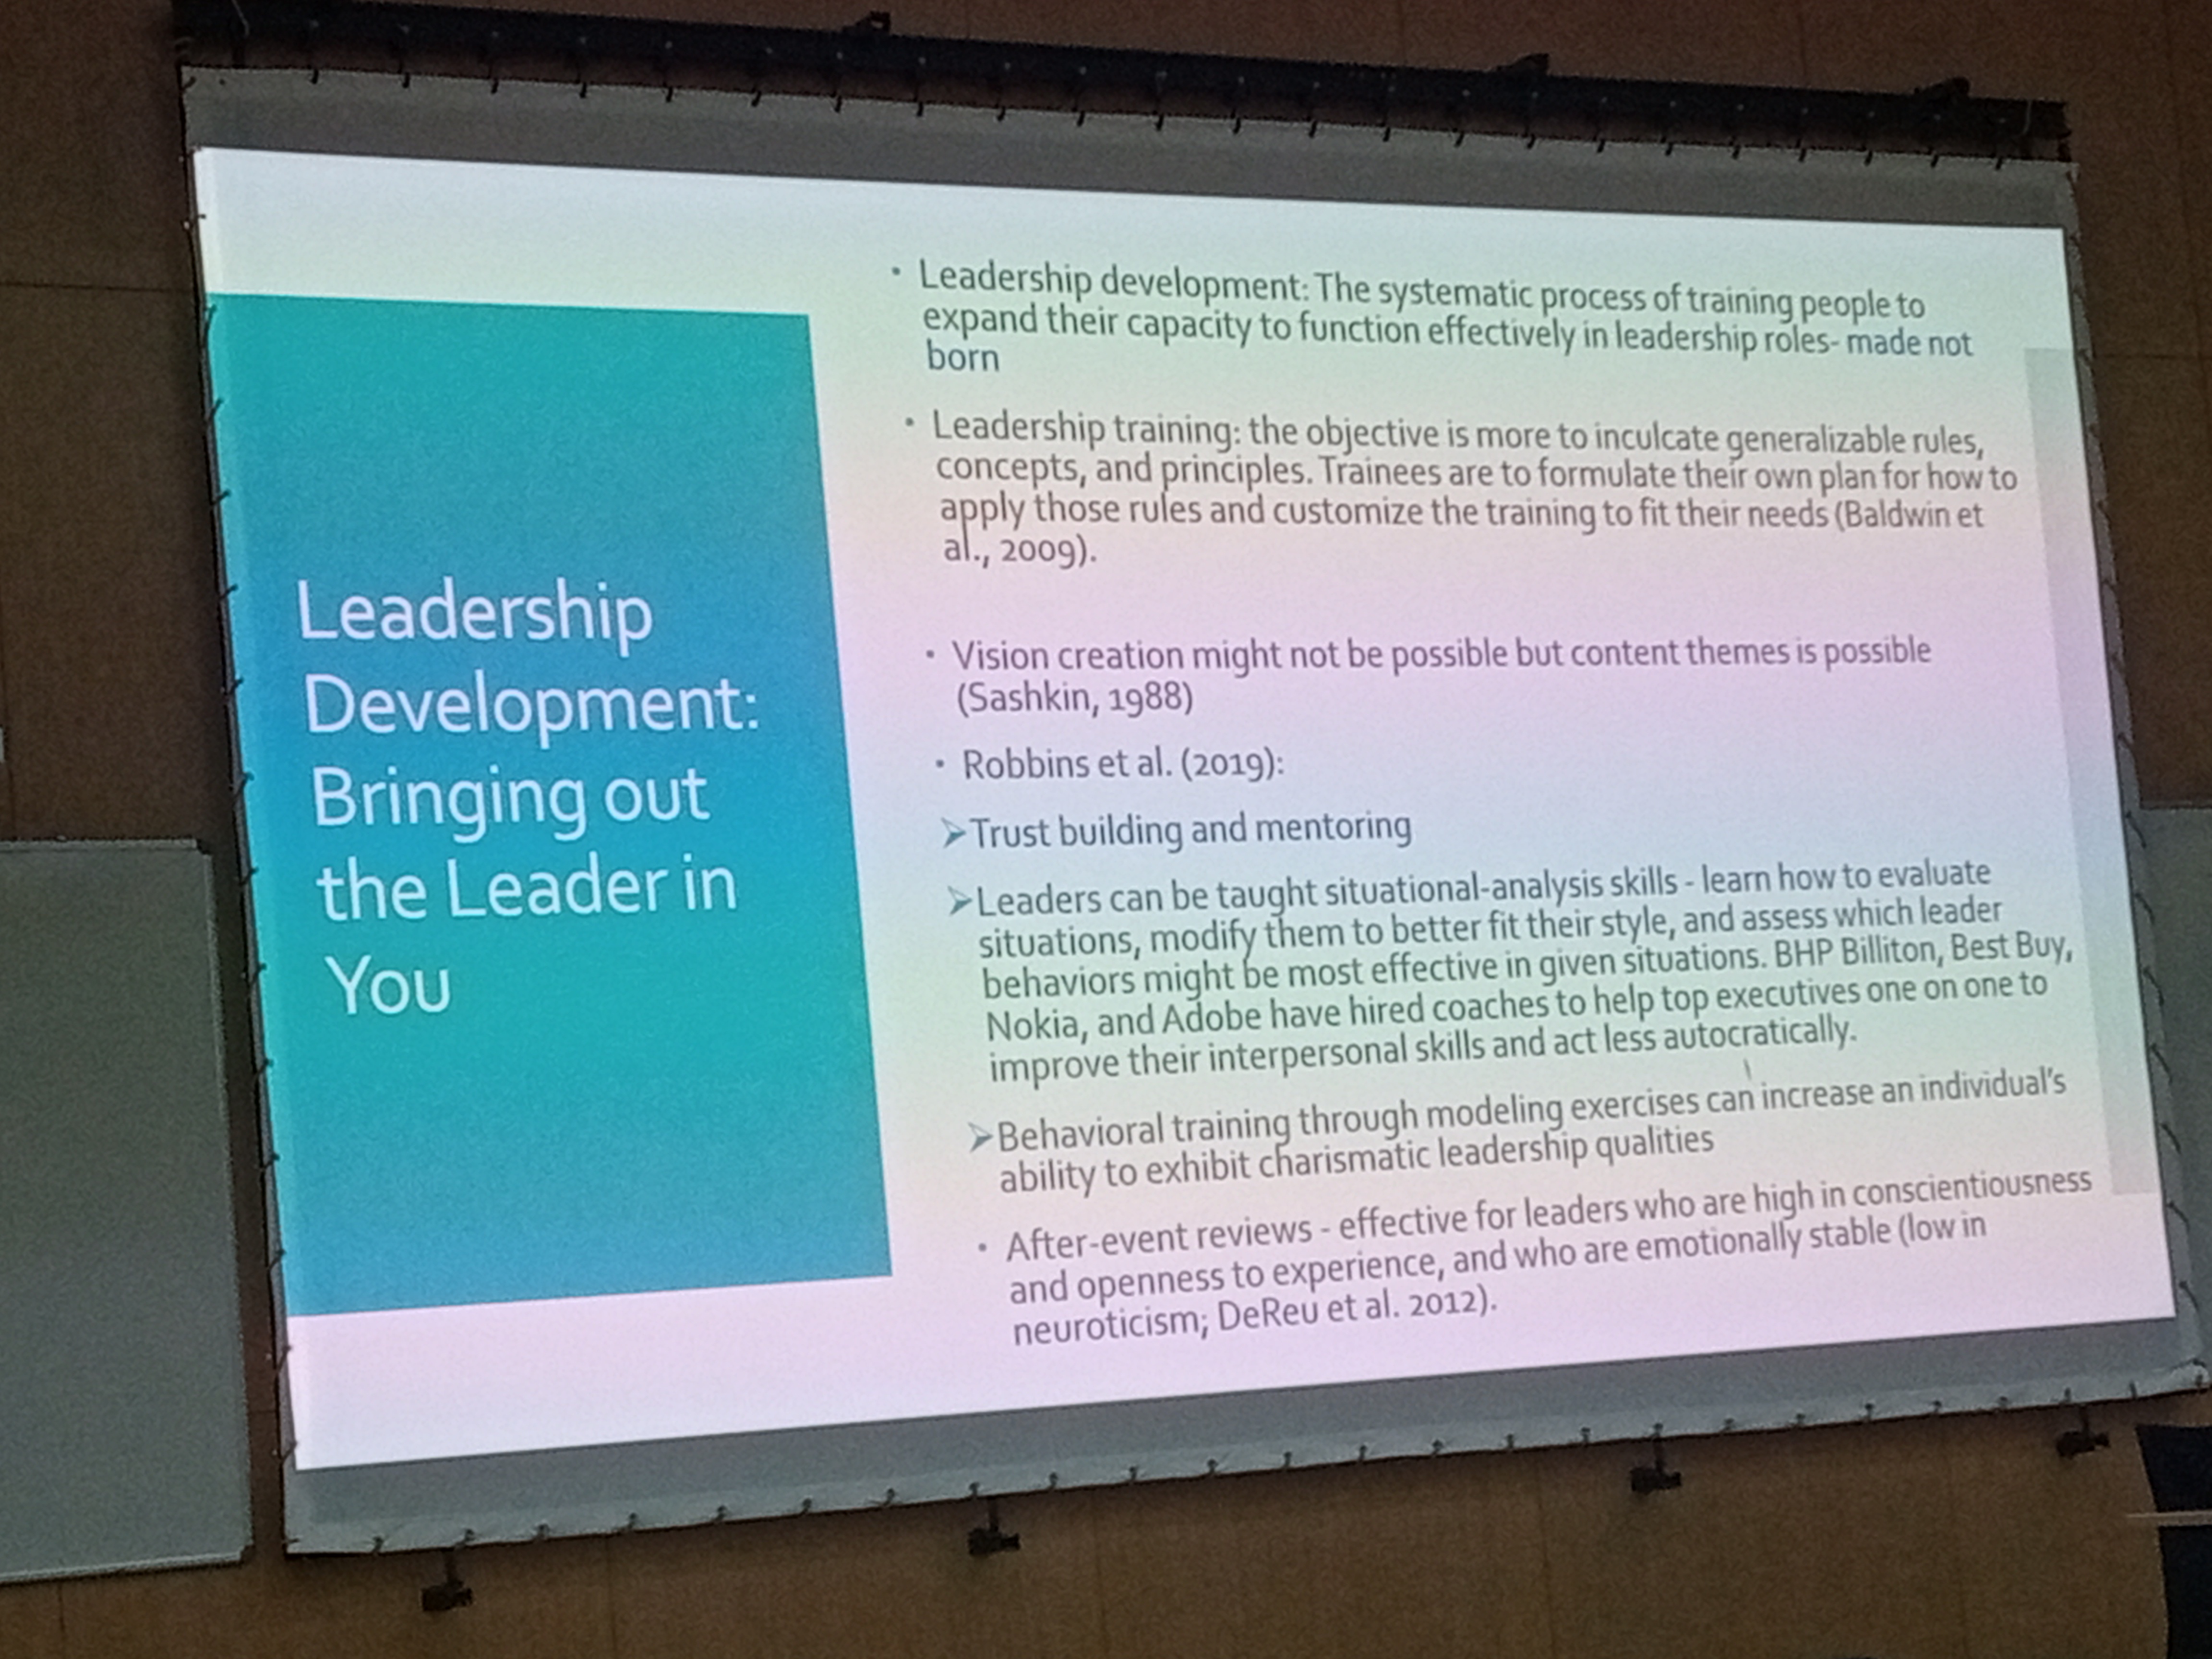 Leadership
Development:
Bringing out
the Leader in
You
• Leadership development: The systematic process of training people to
expand their capacity to function effectively in leadership roles- made not
born
• Leadership training: the objective is more to inculcate generalizable rules,
concepts, and principles. Trainees are to formulate their own plan for how to
apply those rules and customize the training to fit their needs (Baldwin et
al., 2009).
• Vision creation might not be possible but content themes is possible
(Sashkin, 1988)
• Robbins et al. (2019):
➢Trust building and mentoring
➢Leaders can be taught situational-analysis skills - learn how to evaluate
situations, modify them to better fit their style, and assess which leader
behaviors might be most effective in given situations. BHP Billiton, Best Buy,
Nokia, and Adobe have hired coaches to help top executives one on one to
improve their interpersonal skills and act less autocratically.
➢Behavioral training through modeling exercises can increase an individual's
ability to exhibit charismatic leadership qualities
• After-event reviews - effective for leaders who are high in conscientiousness
and openness to experience, and who are emotionally stable (low in
neuroticism; DeReu et al. 2012).